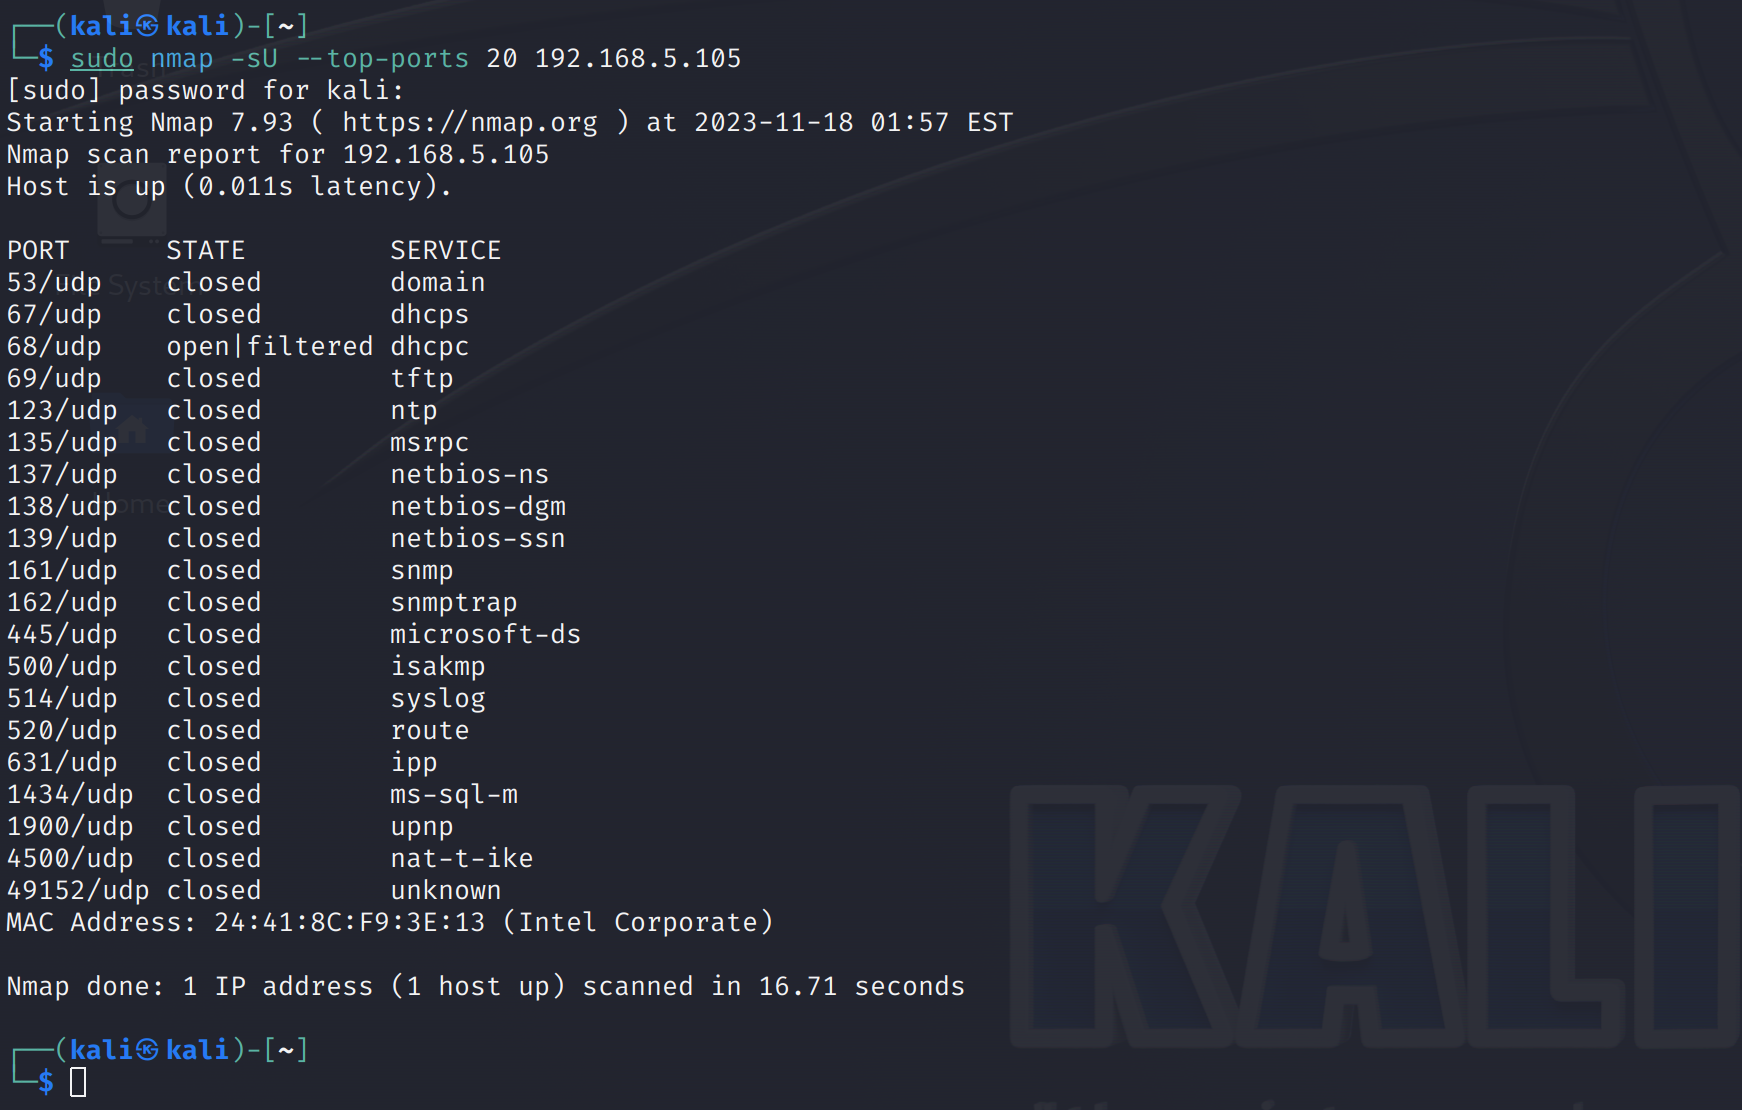 ┌──(kali㉿kali)-[~]
└─$ sudo nmap -sU --top-ports 20 192.168.5.105
[sudo] password for kali:
Starting Nmap 7.93 ( https://nmap.org ) at 2023-11-18 01:57 EST
Nmap scan report for 192.168.5.105
Host is up (0.011s latency).
PORT      STATE         SERVICE
53/udp    closed        domain
67/udp    closed        dhcps
68/udp    open|filtered dhcpc
69/udp    closed        tftp
123/udp   closed        ntp
135/udp   closed        msrpc
137/udp   closed        netbios-ns
138/udp   closed        netbios-dgm
139/udp   closed        netbios-ssn
161/udp   closed        snmp
162/udp   closed        snmptrap
445/udp   closed        microsoft-ds
500/udp   closed        isakmp
514/udp   closed        syslog
520/udp   closed        route
631/udp   closed        ipp
1434/udp  closed        ms-sql-m
1900/udp  closed        upnp
4500/udp  closed        nat-t-ike
49152/udp closed        unknown
MAC Address: 24:41:8C:F9:3E:13 (Intel Corporate)
Nmap done: 1 IP address (1 host up) scanned in 16.71 seconds
┌──(kali㉿kali)-[~]
└─$
KALI